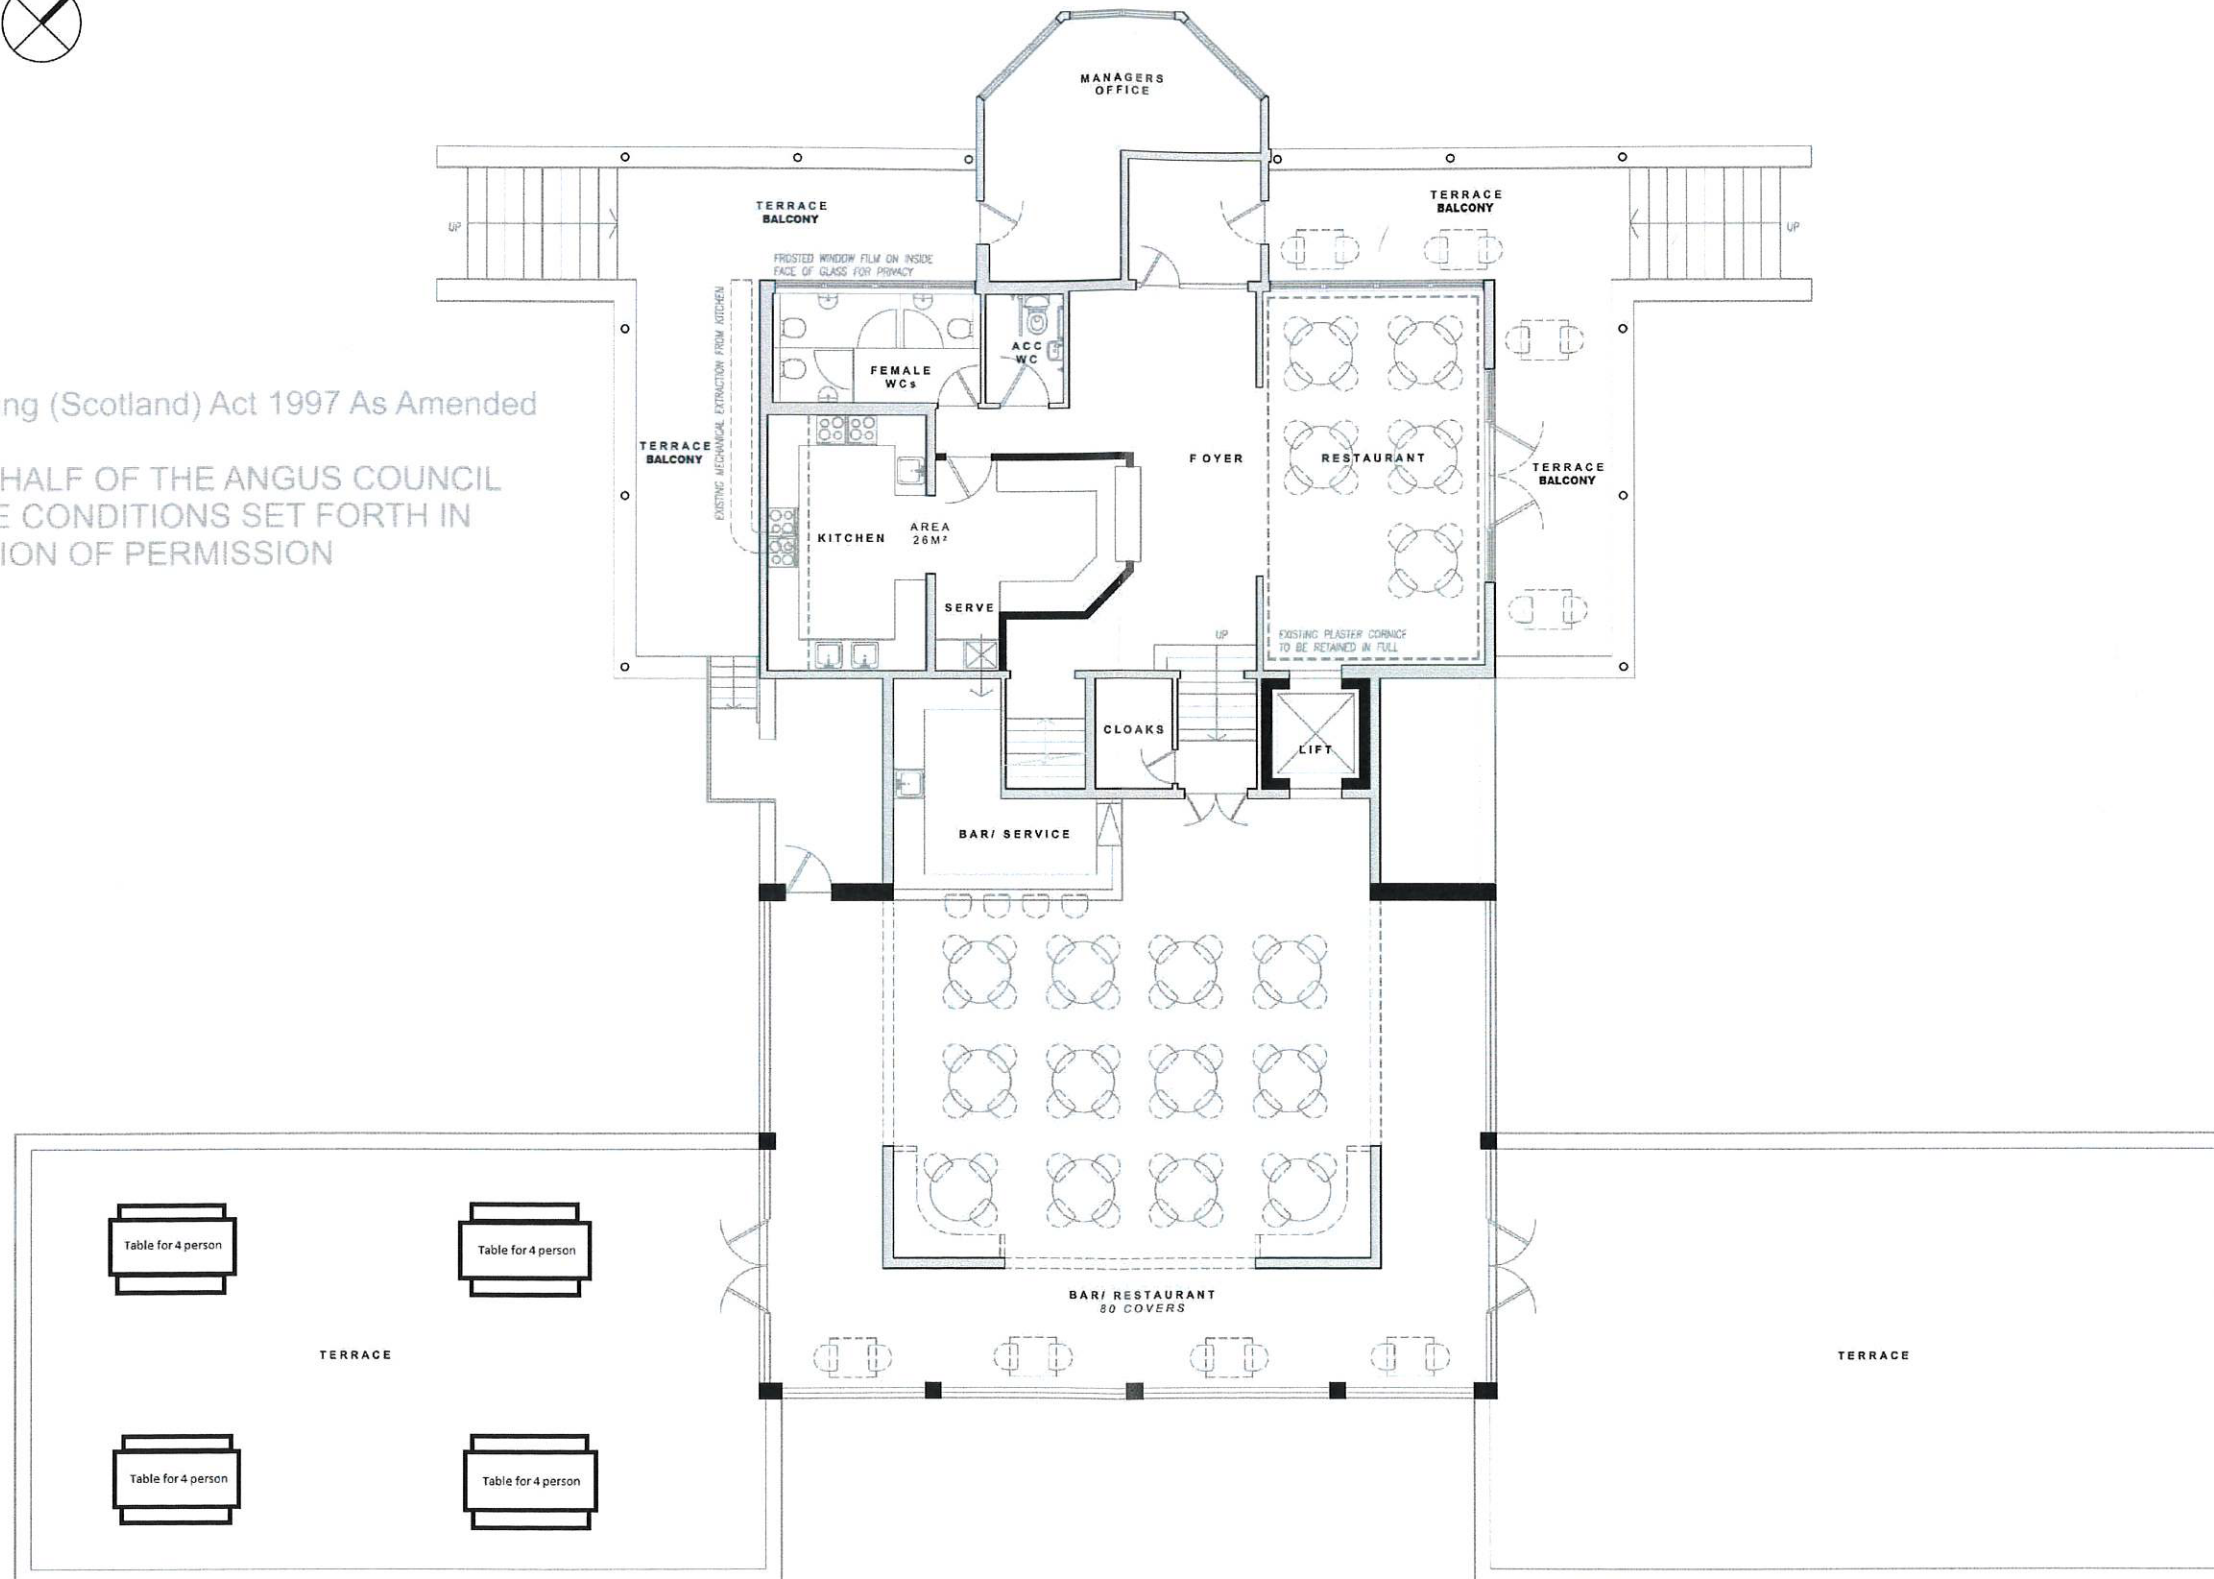 MANAGERS
OFFICE
TERRACE
BALCONY
TERRACE
BALCONY
UP
UP
FROSTED WINDOW FILM ON INSIDE
FACE OF GLASS FOR PRIVACY
EXISTING MECHANICAL EXTRACTION FROM KITCHEN
ACC
WC
FEMALE
WCs
ng (Scotland) Act 1997 As Amended
HALF OF THE ANGUS COUNCIL
E CONDITIONS SET FORTH IN
ION OF PERMISSION
TERRACE
BALCONY
FOYER
RESTAURANT
TERRACE
BALCONY
KITCHEN
AREA
26M²
SERVE
UP
EXISTING PLASTER CORNICE
TO BE RETAINED IN FULL
CLOAKS
LIFT
BAR/ SERVICE
Table for 4 person
Table for 4 person
BAR/ RESTAURANT
80 COVERS
TERRACE
TERRACE
Table for 4 person
Table for 4 person